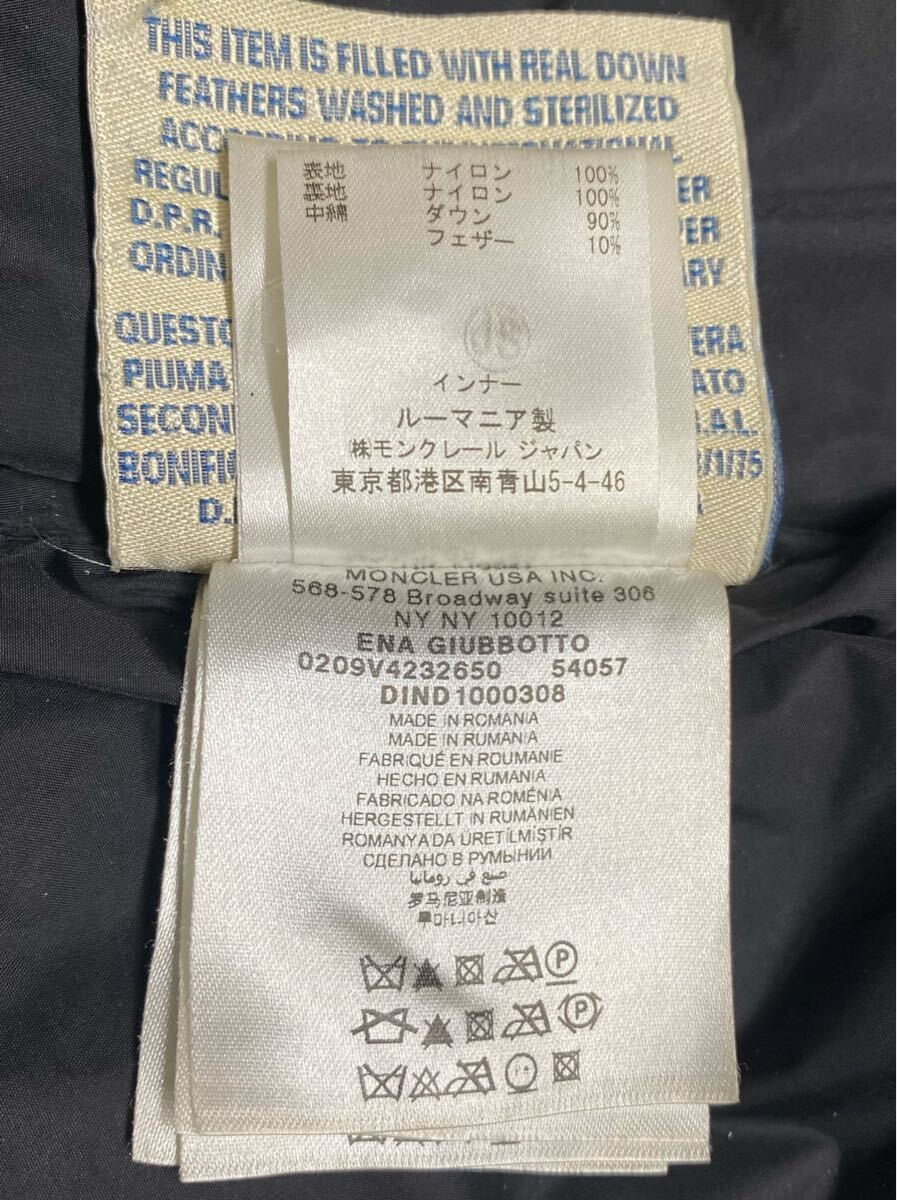 THIS ITEM IS FILLED WITH REAL DOWN
FEATHERS WASHED AND STERILIZED
D.P.R.
QUESTO
PIUMA
BONIFIC
表地 ナイロン 100%
裏地 ナイロン 100%
中綿 ダウン 90%
フェザー 10%
インナー
ルーマニア製
㈱モンクレール ジャパン
東京都港区南青山5-4-46
MONCLER USA INC.
568-578 Broadway suite 306
NY NY 10012
ENA GIUBBOTTO
0209V4232650 54057
DIND1000308
MADE IN ROMANIA
MADE IN RUMANIA
FABRIQUÉ EN ROUMANIE
HECHO EN RUMANIA
FABRICADO NA ROMÉNIA
HERGESTELLT IN RUMÄNIEN
ROMANYA DA ÜRETILMIŞTIR
СДЕЛАНО В РУМЫНИИ
صنع في رومانيا
罗马尼亚制造
루마니아산